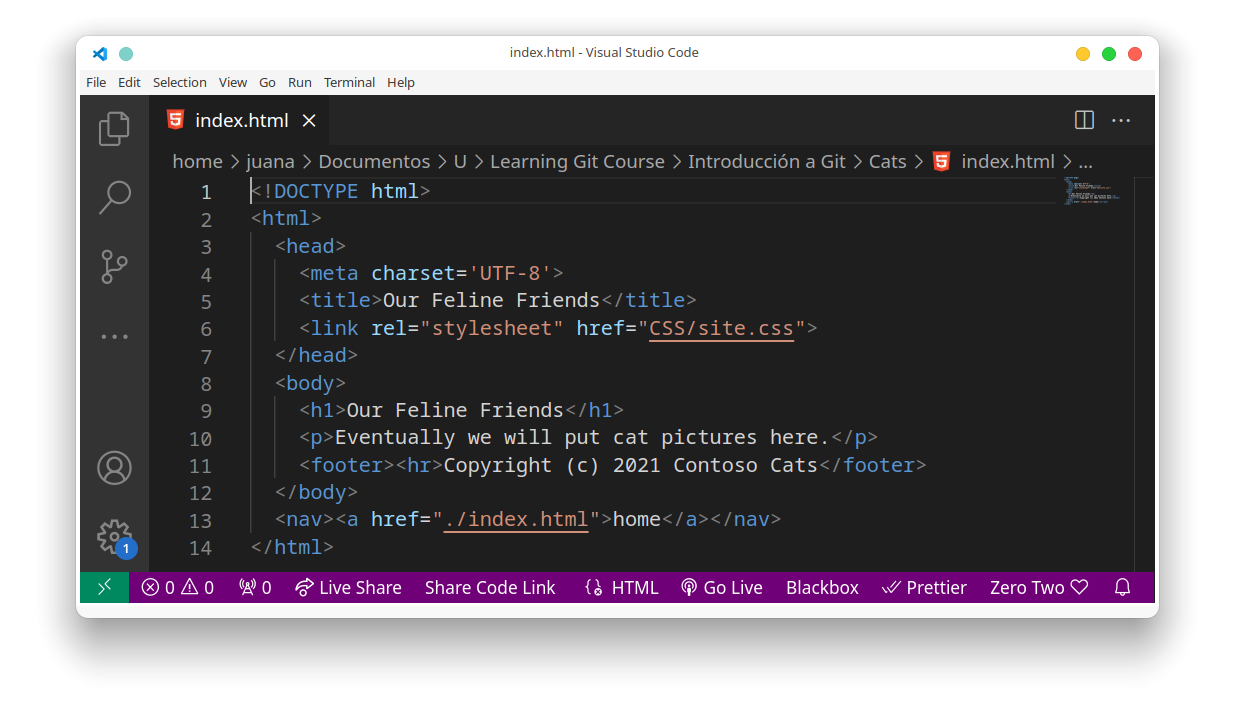 index.html - Visual Studio Code
File Edit Selection View Go Run Terminal Help
index.html
home > juana > Documentos > U > Learning Git Course > Introducción a Git > Cats > index.html > ...
1 <!DOCTYPE html>
2 <html>
3 <head>
4 <meta charset='UTF-8'>
5 <title>Our Feline Friends</title>
6 <link rel="stylesheet" href="CSS/site.css">
7 </head>
8 <body>
9 <h1>Our Feline Friends</h1>
10 <p>Eventually we will put cat pictures here.</p>
11 <footer><hr>Copyright (c) 2021 Contoso Cats</footer>
12 </body>
13 <nav><a href="./index.html">home</a></nav>
14 </html>
1
0 0 0 Live Share Share Code Link HTML Go Live Blackbox Prettier Zero Two♡